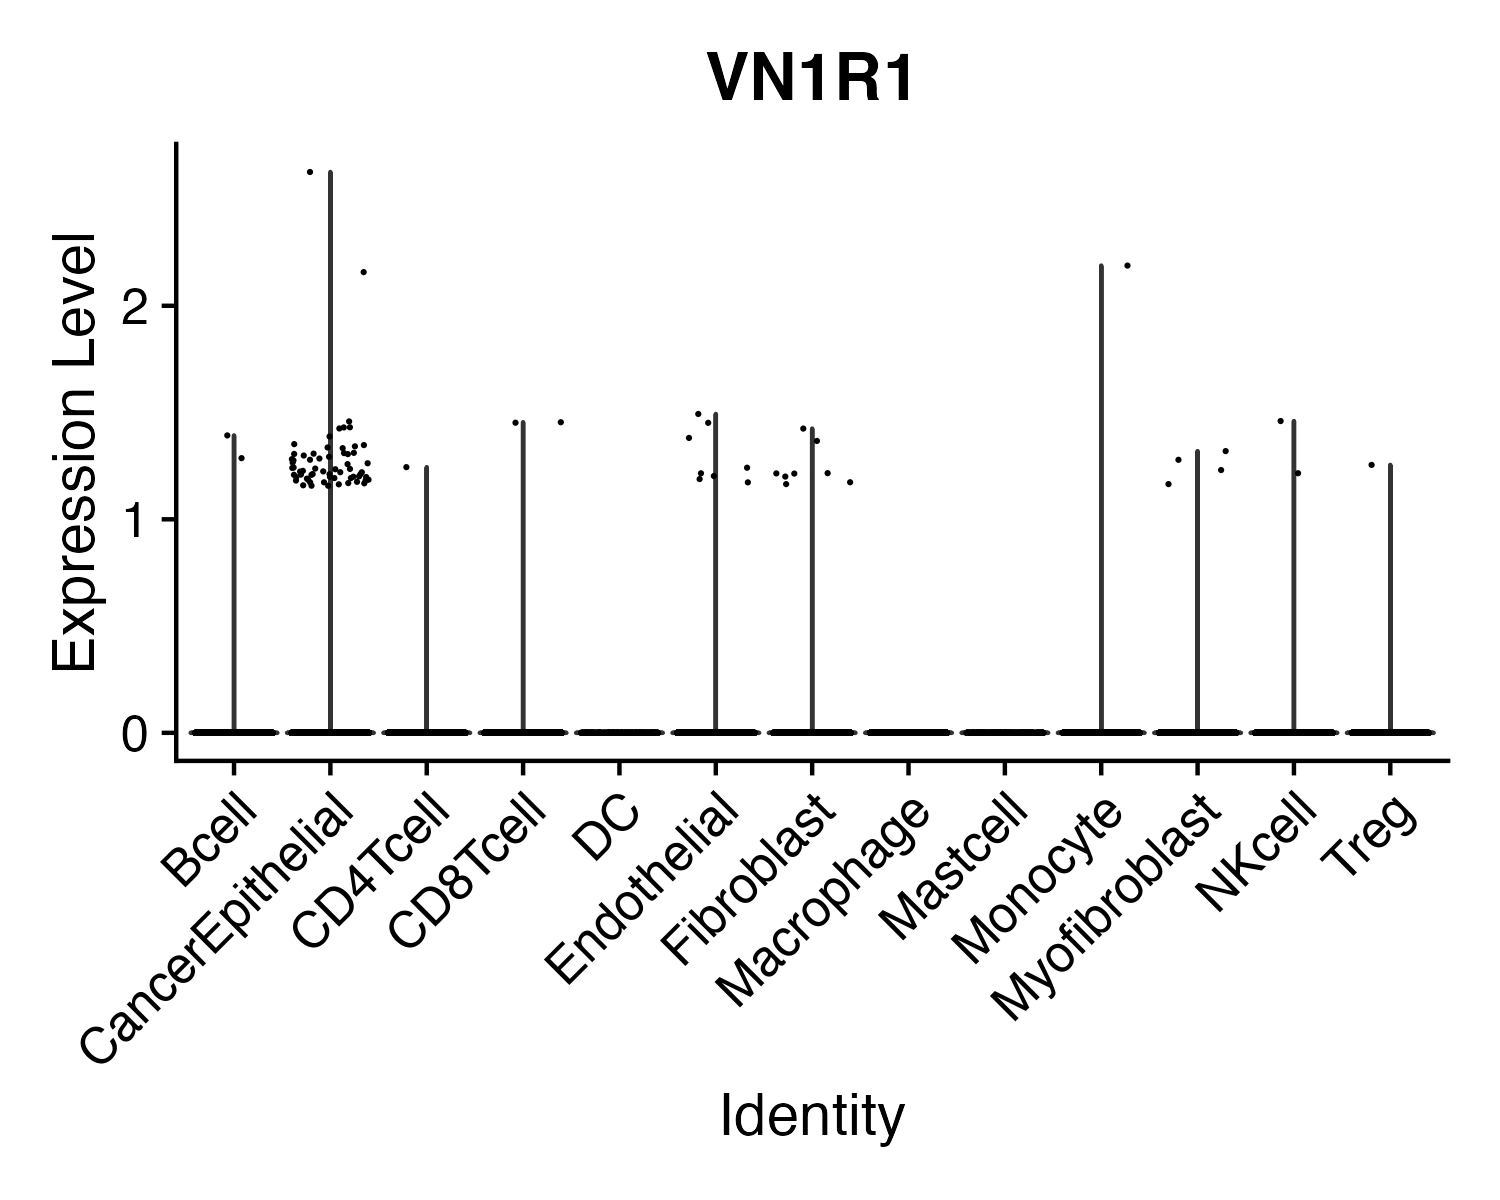 VN1R1
Expression Level
2
1
0
Bcell
CancerEpithelial
CD4Tcell
CD8Tcell
DC
Endothelial
Fibroblast
Macrophage
Mastcell
Monocyte
Myofibroblast
NKcell
Treg
Identity